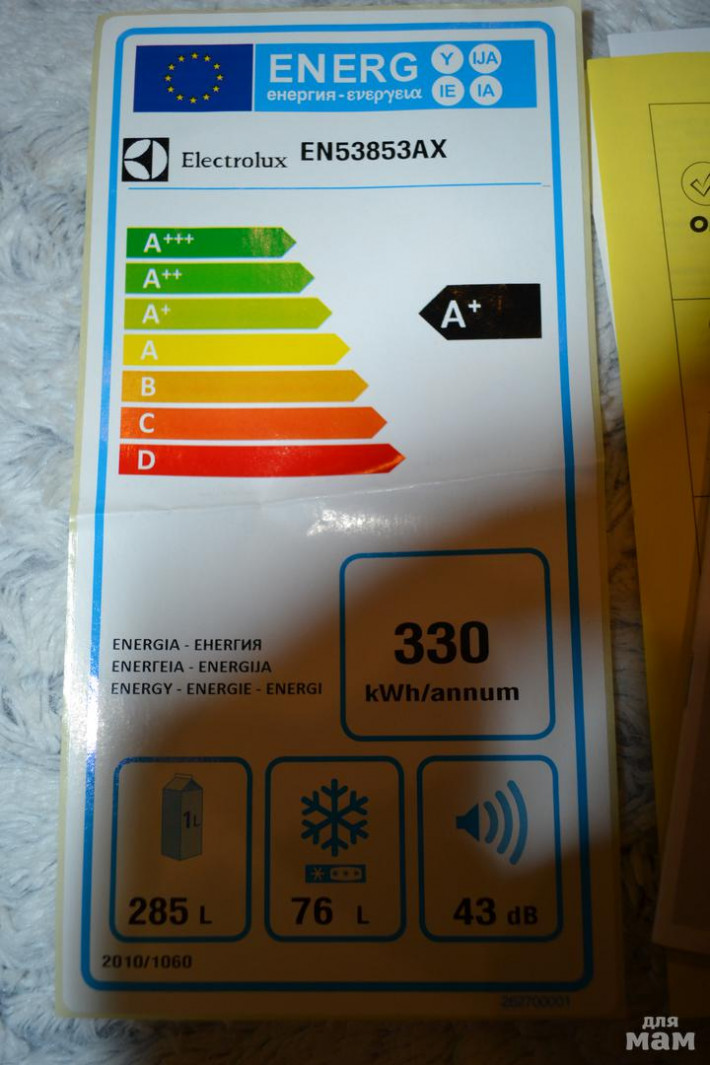 ENERG Y IJA
енергия - ενεργεια IE IA
Electrolux EN53853AX
A+++
A++
A+
A+
A
B
C
D
330
kWh/annum
ENERGIA - ЕНЕРГИЯ
ΕΝΕΡΓΕΙΑ - ENERGIJA
ENERGY - ENERGIE - ENERGI
1L
285 L
76 L
43 dB
2010/1060
для
мам